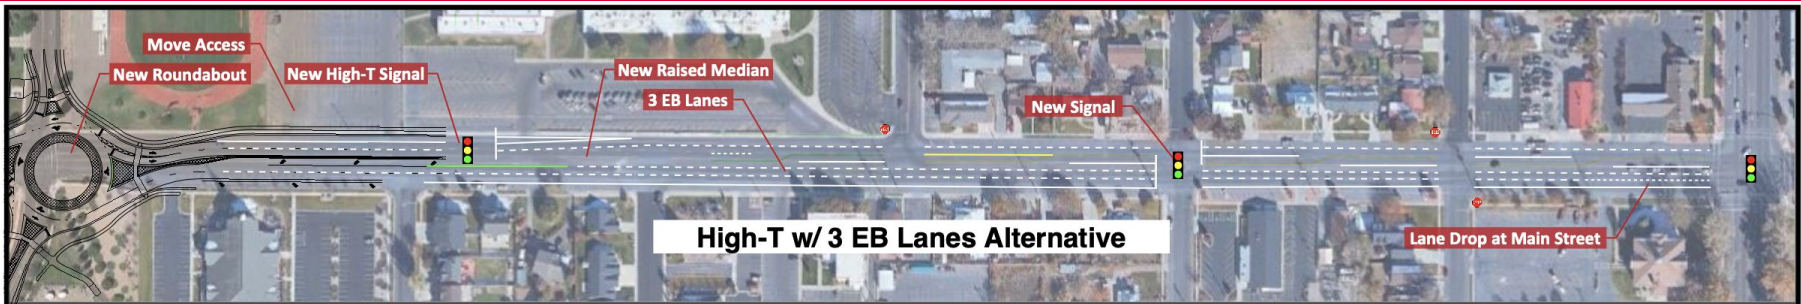 Move Access
New Roundabout
New High-T Signal
New Raised Median
3 EB Lanes
New Signal
High-T w/ 3 EB Lanes Alternative
Lane Drop at Main Street